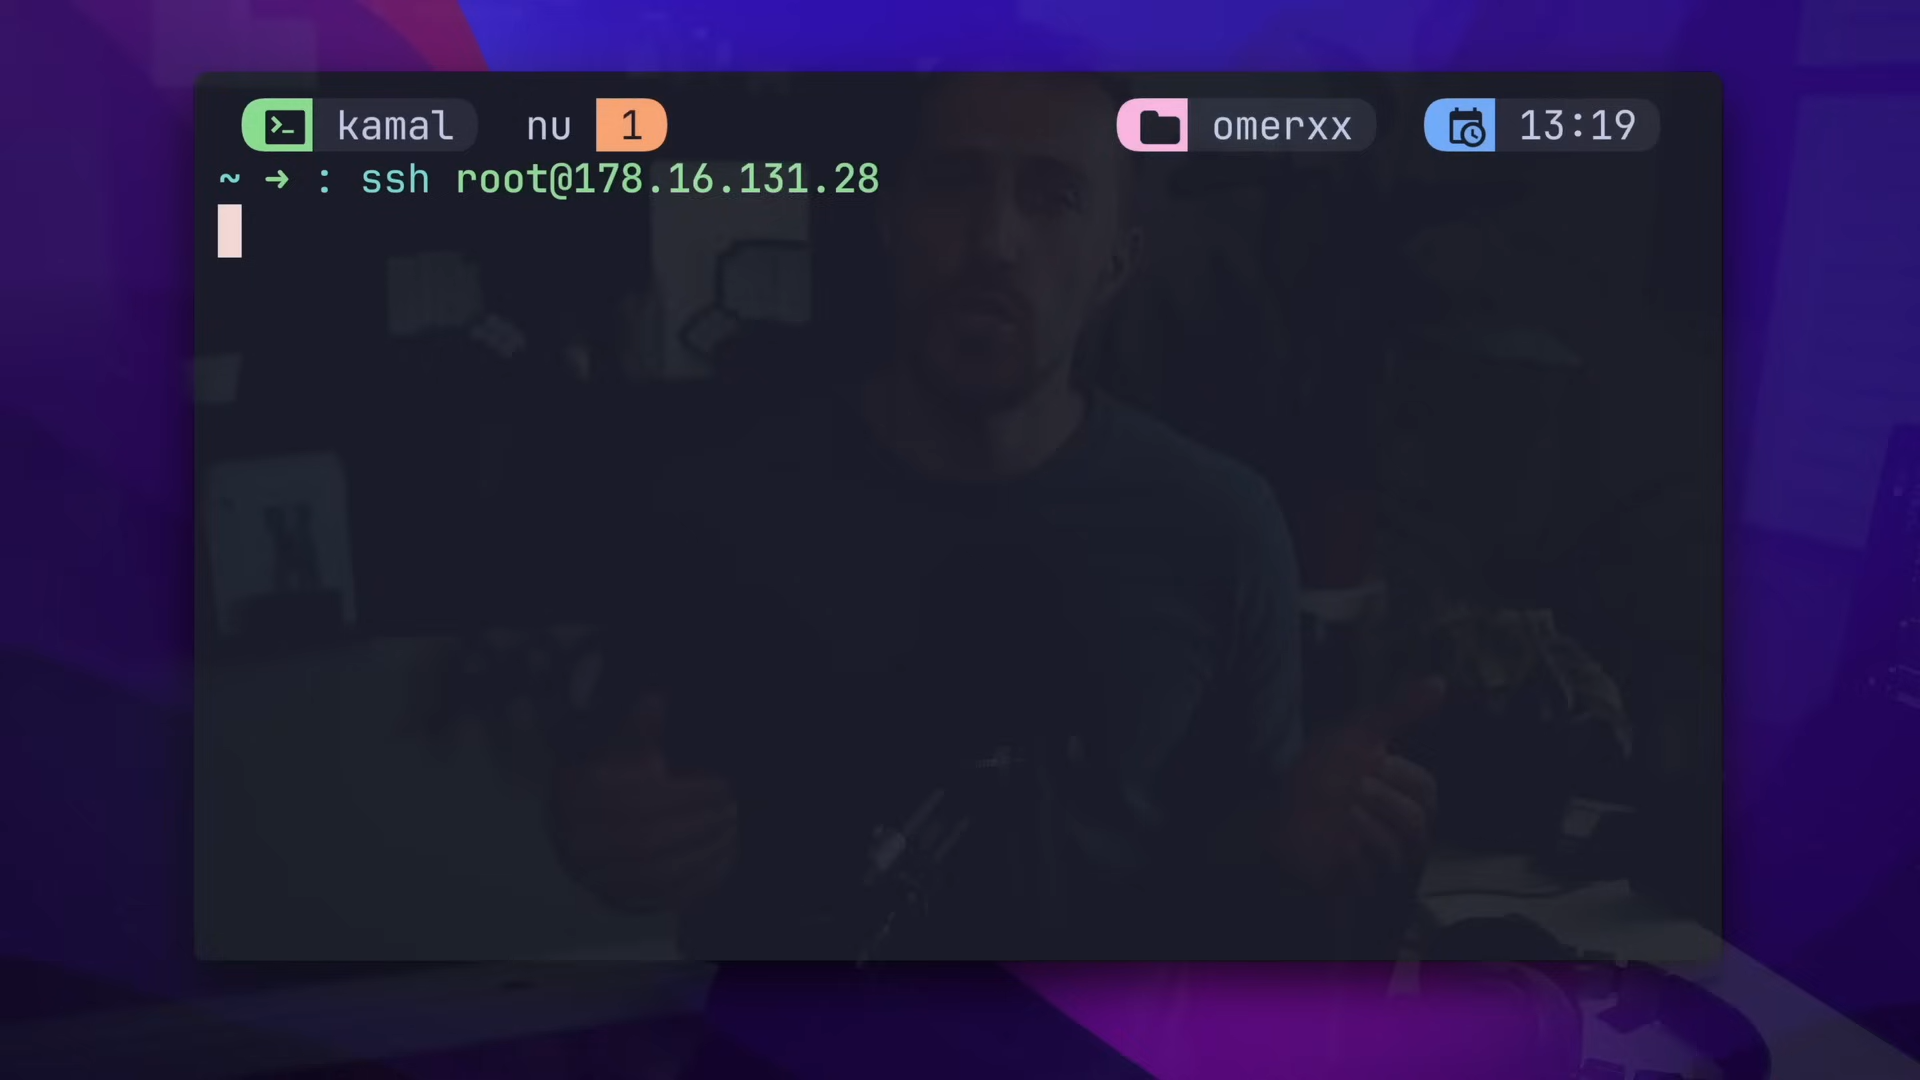 kamal nu 1 omerxx 13:19
~ → : ssh root@178.16.131.28